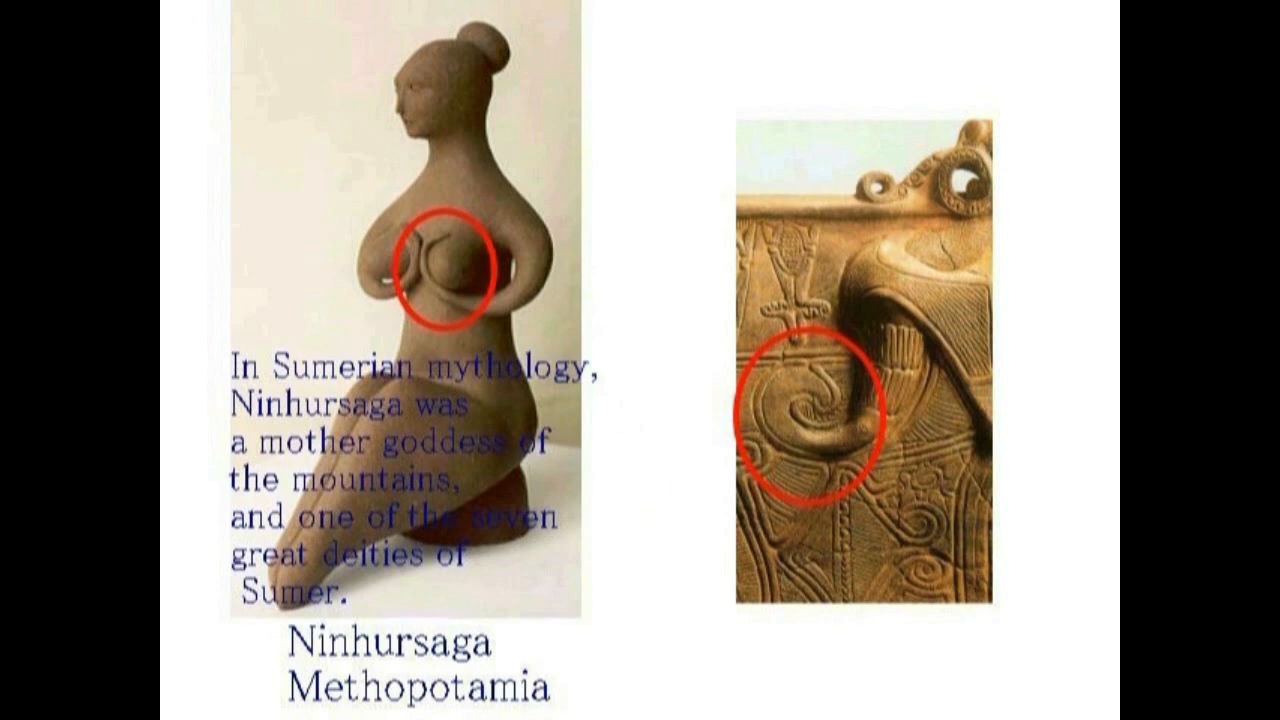 In Sumerian mythology,
Ninhursaga was
a mother goddess of
the mountains,
and one of the seven
great deities of
Sumer.
Ninhursaga
Methopotamia